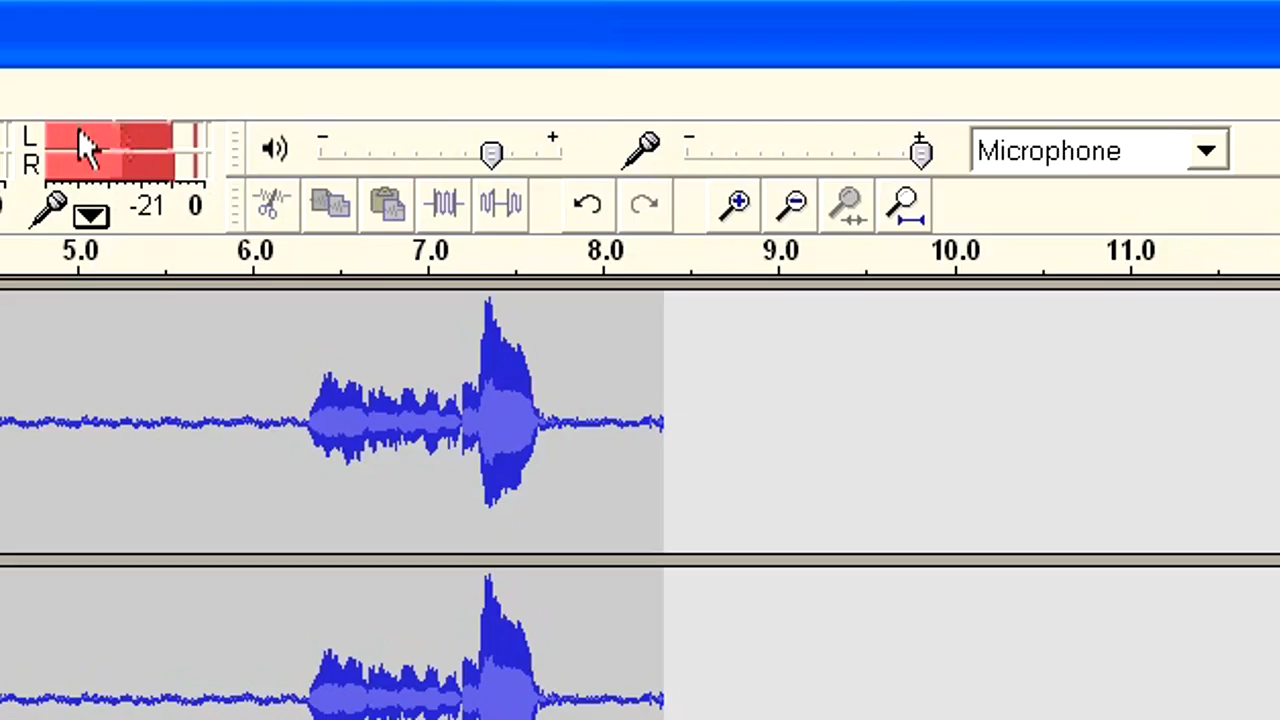 L
R
- +
- +
Microphone
-21 0
5.0 6.0 7.0 8.0 9.0 10.0 11.0